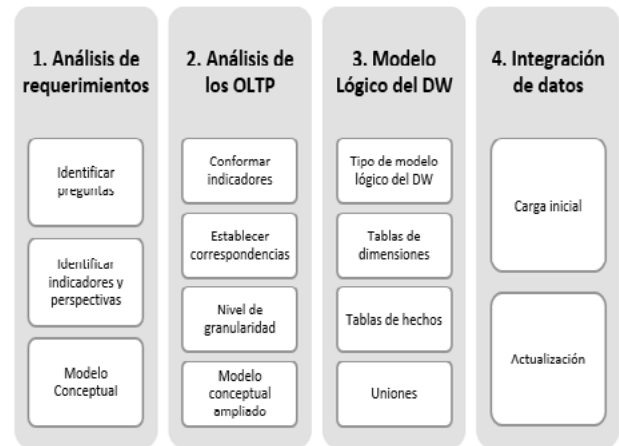 1. Análisis de
requerimientos
Identificar
preguntas
Identificar
indicadores y
perspectivas
Modelo
Conceptual
2. Análisis de
los OLTP
Conformar
indicadores
Establecer
correspondencias
Nivel de
granularidad
Modelo
conceptual
ampliado
3. Modelo
Lógico del DW
Tipo de modelo
lógico del DW
Tablas de
dimensiones
Tablas de hechos
Uniones
4. Integración
de datos
Carga inicial
Actualización